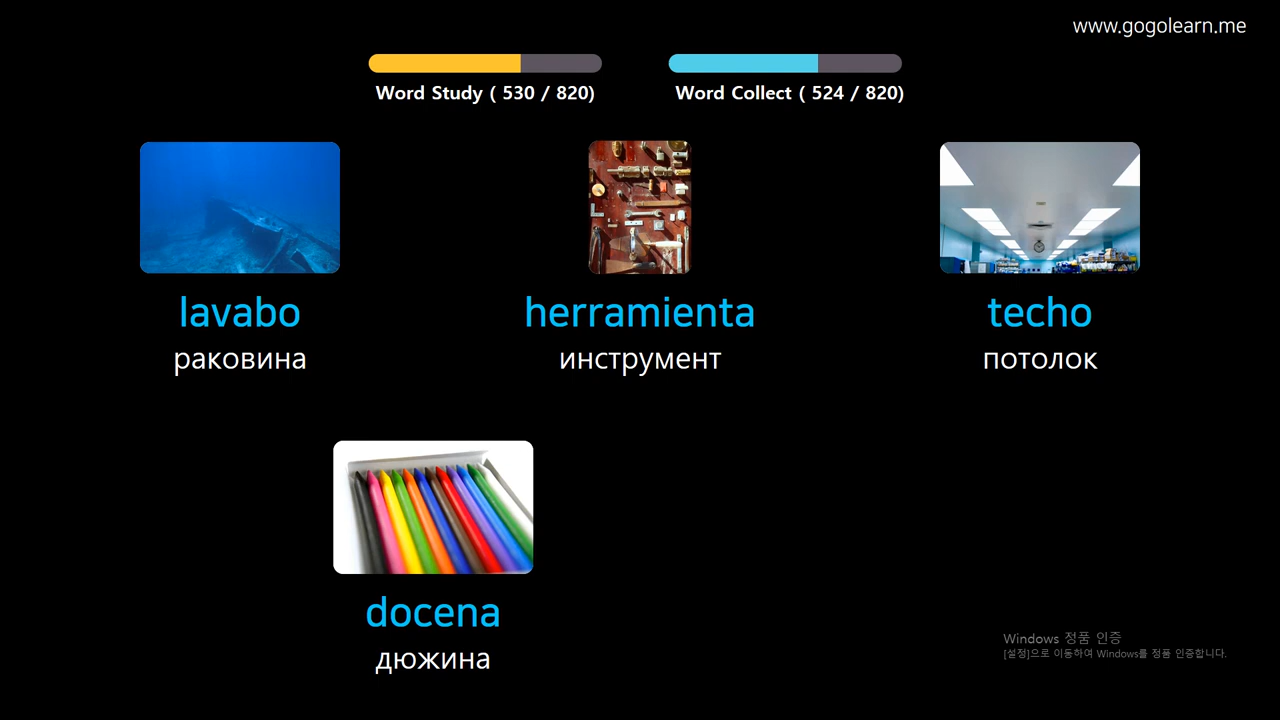 www.gogolearn.me
Word Study ( 530 / 820)
Word Collect ( 524 / 820)
lavabo
herramienta
techo
раковина
инструмент
потолок
docena
дюжина
Windows 정품 인증
[설정]으로 이동하여 Windows를 정품 인증합니다.